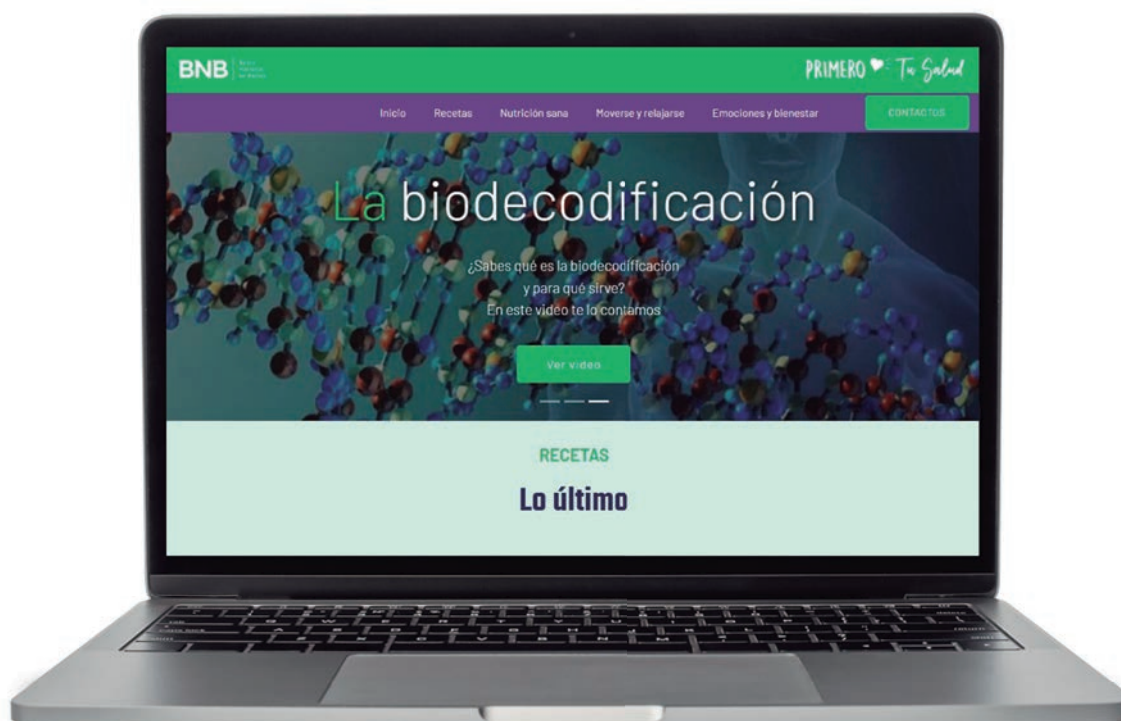 BNB
PRIMERO Tu Salud
Inicio Recetas Nutrición sana Moverse y relajarse Emociones y bienestar CONTACTOS
La biodecodificación
¿Sabes qué es la biodecodificación
y para qué sirve?
En este video te lo contamos
Ver video
RECETAS
Lo último